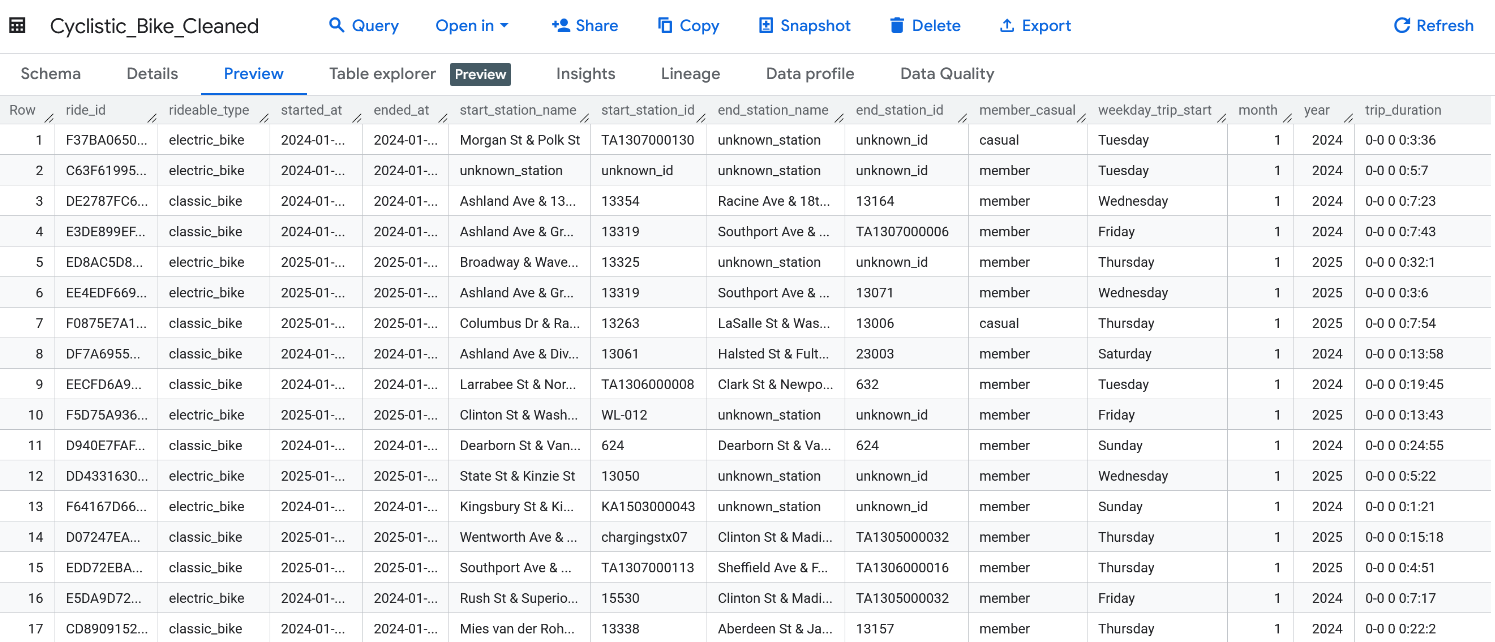 Cyclistic_Bike_Cleaned Query Open in Share Copy Snapshot Delete Export Refresh
Schema Details Preview Table explorer Preview Insights Lineage Data profile Data Quality
Row ride_id rideable_type started_at ended_at start_station_name start_station_id end_station_name end_station_id member_casual weekday_trip_start month year trip_duration
1 F37BA0650... electric_bike 2024-01-... 2024-01-... Morgan St & Polk St TA1307000130 unknown_station unknown_id casual Tuesday 1 2024 0-0 0 0:3:36
2 C63F61995... electric_bike 2024-01-... 2024-01-... unknown_station unknown_id unknown_station unknown_id member Tuesday 1 2024 0-0 0 0:5:7
3 DE2787FC6... classic_bike 2024-01-... 2024-01-... Ashland Ave & 13... 13354 Racine Ave & 18t... 13164 member Wednesday 1 2024 0-0 0 0:7:23
4 E3DE899EF... classic_bike 2024-01-... 2024-01-... Ashland Ave & Gr... 13319 Southport Ave & ... TA1307000006 member Friday 1 2024 0-0 0 0:7:43
5 ED8AC5D8... electric_bike 2025-01-... 2025-01-... Broadway & Wave... 13325 unknown_station unknown_id member Thursday 1 2025 0-0 0 0:32:1
6 EE4EDF669... electric_bike 2025-01-... 2025-01-... Ashland Ave & Gr... 13319 Southport Ave & ... 13071 member Wednesday 1 2025 0-0 0 0:3:6
7 F0875E7A1... classic_bike 2025-01-... 2025-01-... Columbus Dr & Ra... 13263 LaSalle St & Was... 13006 casual Thursday 1 2025 0-0 0 0:7:54
8 DF7A6955... classic_bike 2024-01-... 2024-01-... Ashland Ave & Div... 13061 Halsted St & Fult... 23003 member Saturday 1 2024 0-0 0 0:13:58
9 EECFD6A9... classic_bike 2024-01-... 2024-01-... Larrabee St & Nor... TA1306000008 Clark St & Newpo... 632 member Tuesday 1 2024 0-0 0 0:19:45
10 F5D75A936... electric_bike 2025-01-... 2025-01-... Clinton St & Wash... WL-012 unknown_station unknown_id member Friday 1 2025 0-0 0 0:13:43
11 D940E7FAF... classic_bike 2024-01-... 2024-01-... Dearborn St & Van... 624 Dearborn St & Va... 624 member Sunday 1 2024 0-0 0 0:24:55
12 DD4331630... electric_bike 2025-01-... 2025-01-... State St & Kinzie St 13050 unknown_station unknown_id member Wednesday 1 2025 0-0 0 0:5:22
13 F64167D66... electric_bike 2024-01-... 2024-01-... Kingsbury St & Ki... KA1503000043 unknown_station unknown_id member Sunday 1 2024 0-0 0 0:1:21
14 D07247EA... classic_bike 2025-01-... 2025-01-... Wentworth Ave & ... chargingstx07 Clinton St & Madi... TA1305000032 member Thursday 1 2025 0-0 0 0:15:18
15 EDD72EBA... classic_bike 2025-01-... 2025-01-... Southport Ave & ... TA1307000113 Sheffield Ave & F... TA1306000016 member Thursday 1 2025 0-0 0 0:4:51
16 E5DA9D72... electric_bike 2024-01-... 2024-01-... Rush St & Superio... 15530 Clinton St & Madi... TA1305000032 member Friday 1 2024 0-0 0 0:7:17
17 CD8909152... classic_bike 2024-01-... 2024-01-... Mies van der Roh... 13338 Aberdeen St & Ja... 13157 member Thursday 1 2024 0-0 0 0:22:2